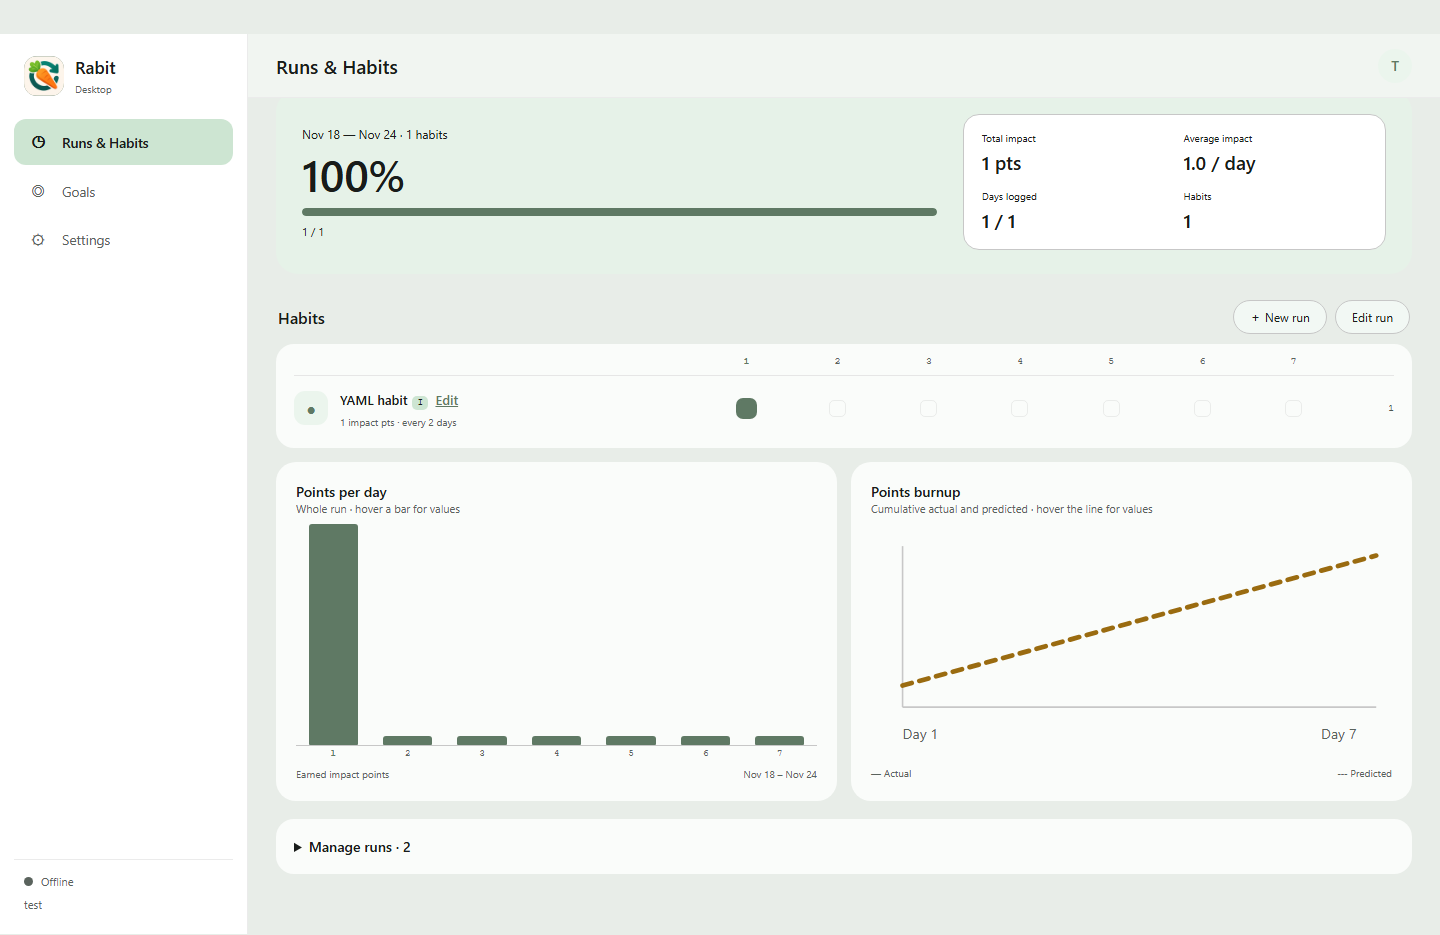 Rabit
Desktop
Runs & Habits
Goals
Settings
Offline
test
Runs & Habits
T
Nov 18 — Nov 24 · 1 habits
100%
1 / 1
Total impact
1 pts
Average impact
1.0 / day
Days logged
1 / 1
Habits
1
Habits
+ New run
Edit run
1 2 3 4 5 6 7
YAML habit I Edit
1 impact pts · every 2 days
1
Points per day
Whole run · hover a bar for values
1 2 3 4 5 6 7
Earned impact points
Nov 18 – Nov 24
Points burnup
Cumulative actual and predicted · hover the line for values
Day 1
Day 7
— Actual
--- Predicted
Manage runs · 2